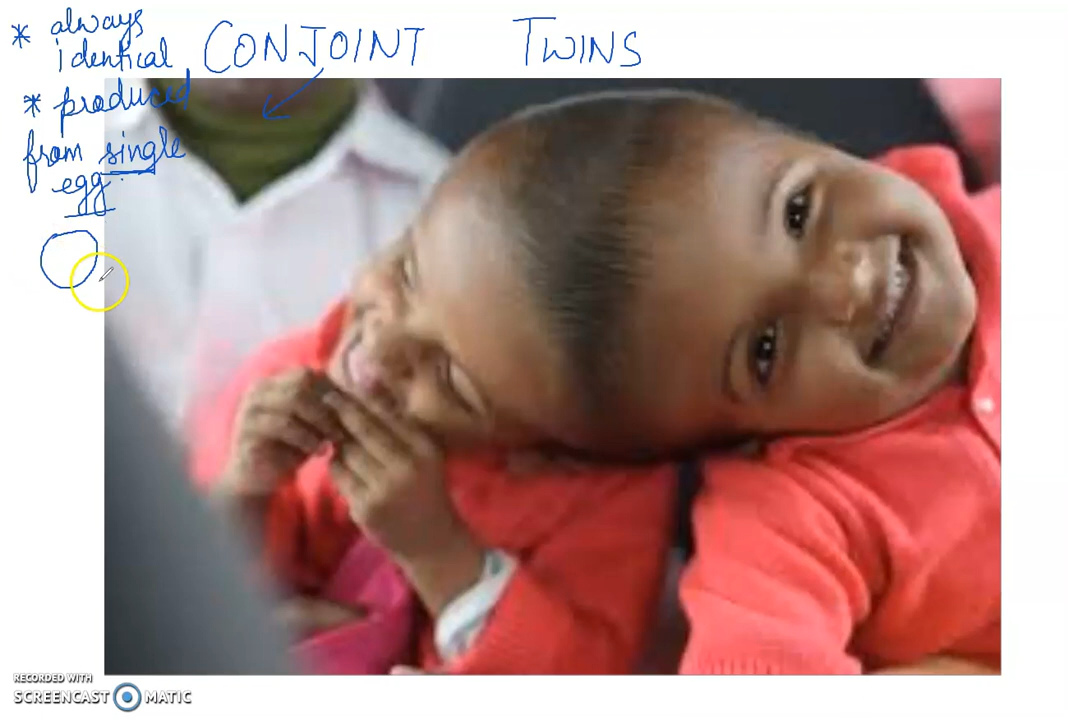 CONJOINT TWINS
* always
identical
* produced
from single
egg
RECORDED WITH
SCREENCAST MATIC